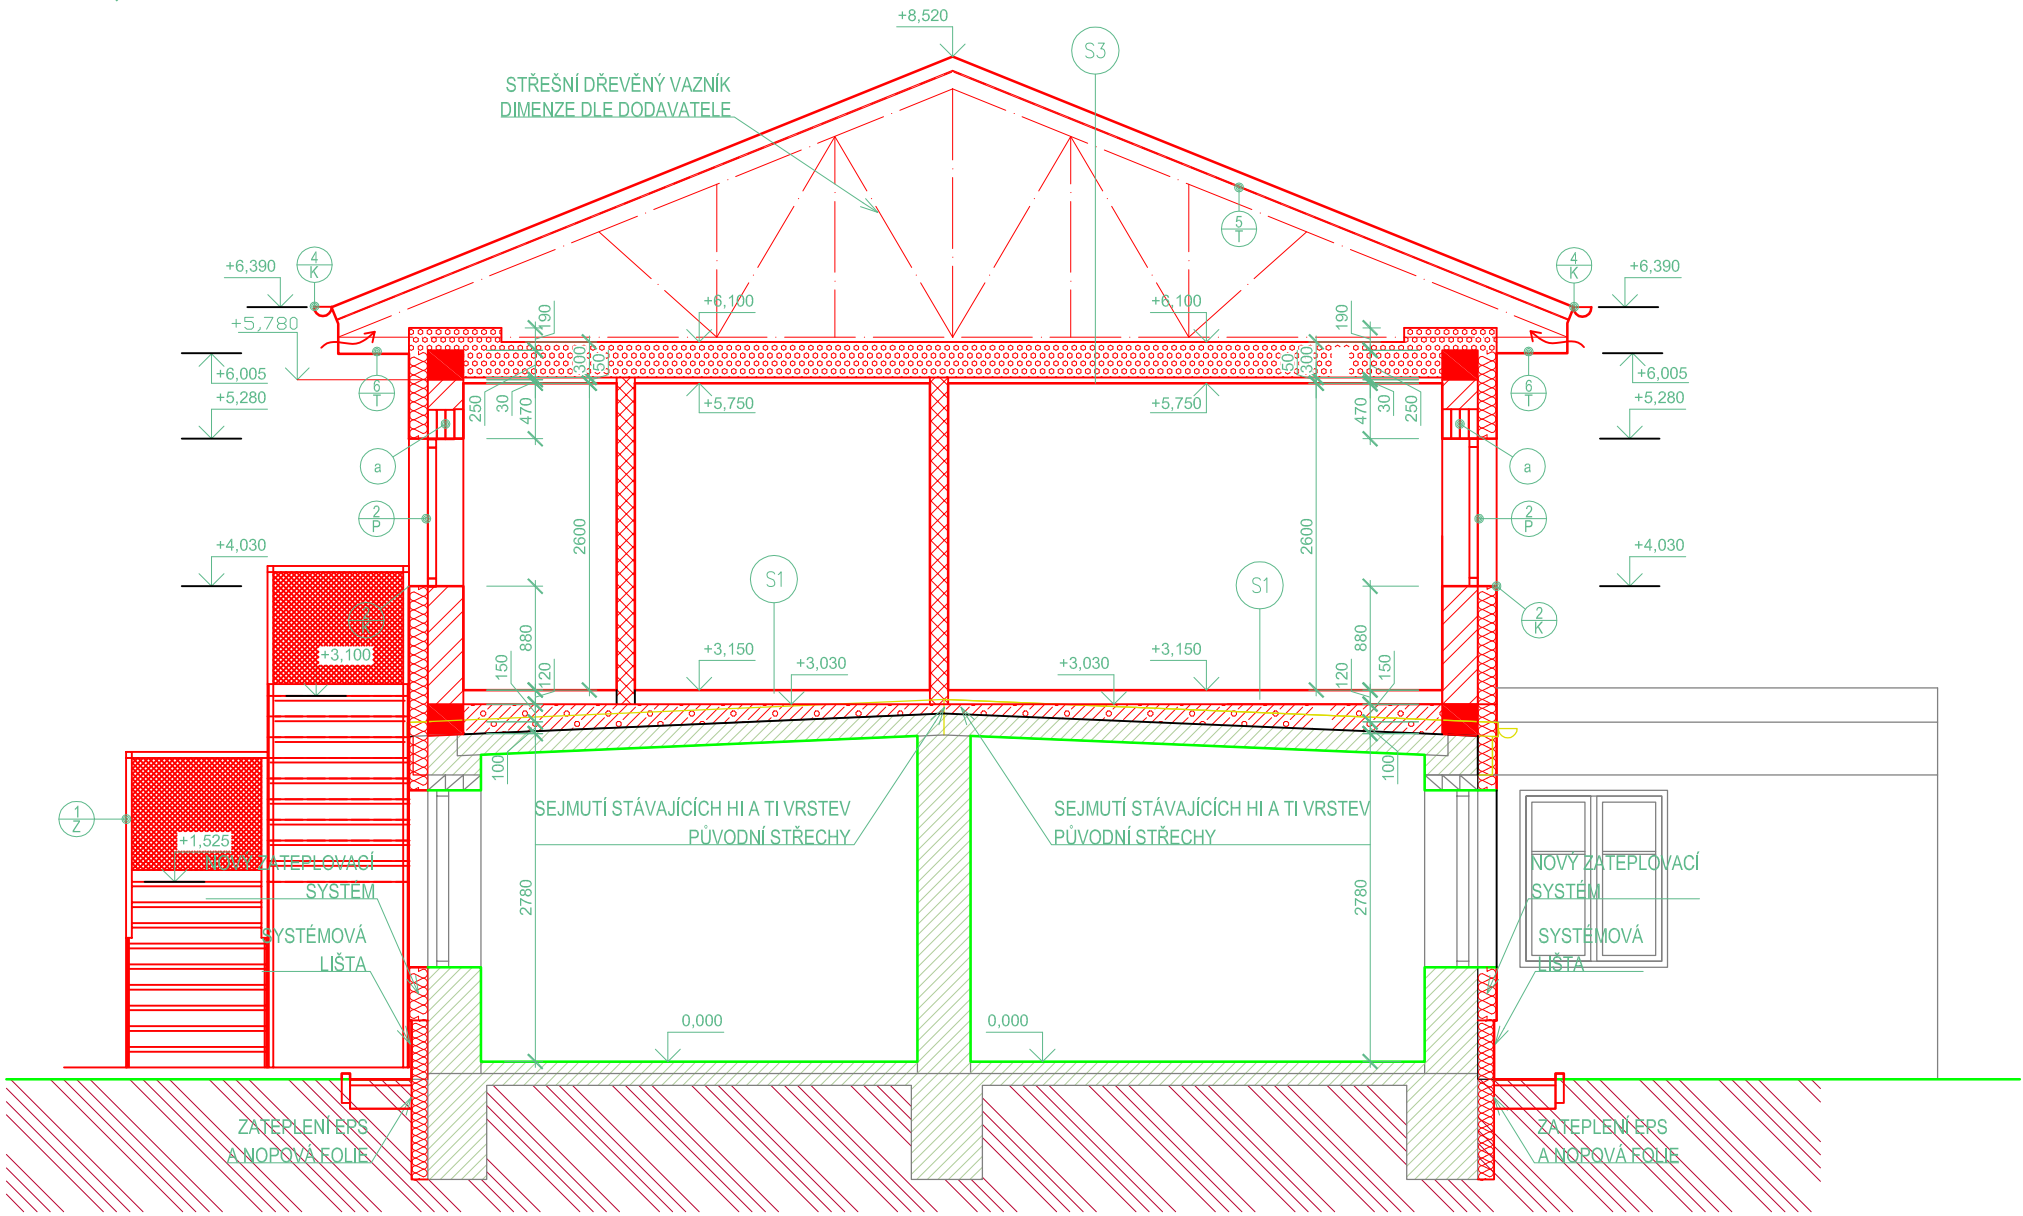 +8,520
S3
STŘEŠNÍ DŘEVĚNÝ VAZNÍK
DIMENZE DLE DODAVATELE
5
T
4
K
4
K
+6,390
+6,390
+5,780
+6,100
+6,100
190
190
300
50
50
300
+6,005
+6,005
6
T
6
T
+5,280
+5,280
+5,750
+5,750
250
30
470
470
30
250
a
a
2
P
2
P
2600
2600
+4,030
+4,030
S1
S1
2
K
880
880
+3,100
+3,150
+3,030
+3,030
+3,150
150
120
120
150
100
100
SEJMUTÍ STÁVAJÍCÍCH HI A TI VRSTEV
PŮVODNÍ STŘECHY
SEJMUTÍ STÁVAJÍCÍCH HI A TI VRSTEV
PŮVODNÍ STŘECHY
1
Z
+1,525
NOVÝ ZATEPLOVACÍ
SYSTÉM
NOVÝ ZATEPLOVACÍ
SYSTÉM
2780
2780
SYSTÉMOVÁ
LIŠTA
SYSTÉMOVÁ
LIŠTA
0,000
0,000
ZATEPLENÍ EPS
A NOPOVÁ FOLIE
ZATEPLENÍ EPS
A NOPOVÁ FOLIE